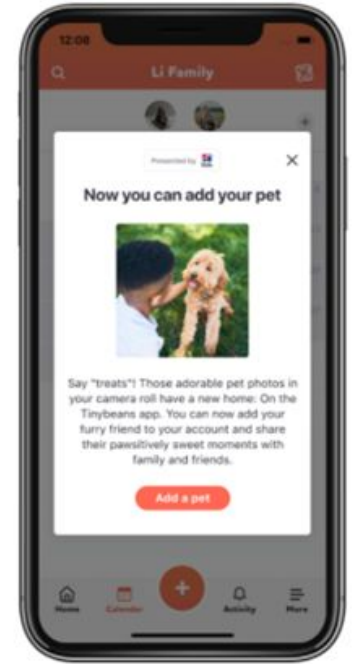 12:08
Li Family
Presented by
Now you can add your pet
Say "treats"! Those adorable pet photos in
your camera roll have a new home: On the
Tinybeans app. You can now add your
furry friend to your account and share
their pawsitively sweet moments with
family and friends.
Add a pet
Home
Calendar
Activity
More